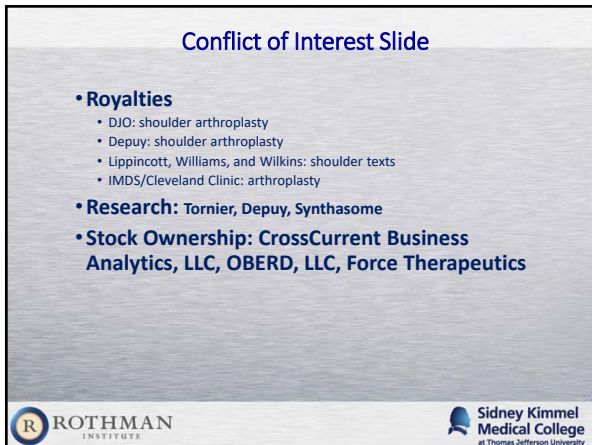 Conflict of Interest Slide
• Royalties
• DJO: shoulder arthroplasty
• Depuy: shoulder arthroplasty
• Lippincott, Williams, and Wilkins: shoulder texts
• IMDS/Cleveland Clinic: arthroplasty
• Research: Tornier, Depuy, Synthasome
• Stock Ownership: CrossCurrent Business
Analytics, LLC, OBERD, LLC, Force Therapeutics
R ROTHMAN
INSTITUTE
Sidney Kimmel
Medical College
at Thomas Jefferson University